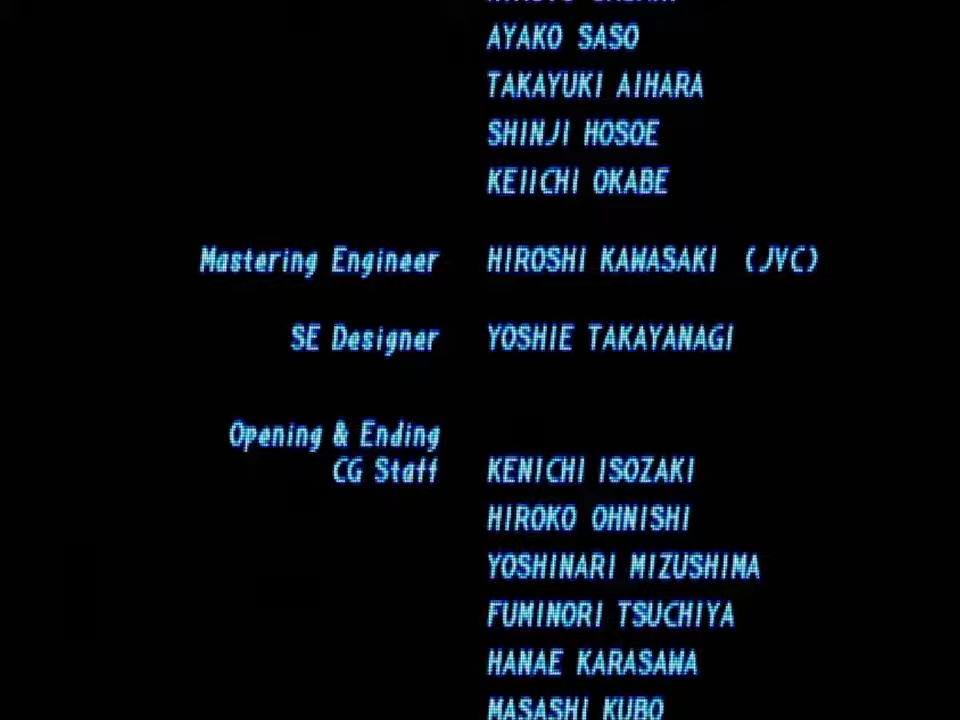 AYAKO SASO
TAKAYUKI AIHARA
SHINJI HOSOE
KEIICHI OKABE
Mastering Engineer HIROSHI KAWASAKI (JVC)
SE Designer YOSHIE TAKAYANAGI
Opening & Ending
CG Staff KENICHI ISOZAKI
HIROKO OHNISHI
YOSHINARI MIZUSHIMA
FUMINORI TSUCHIYA
HANAE KARASAWA
MASASHI KUBO